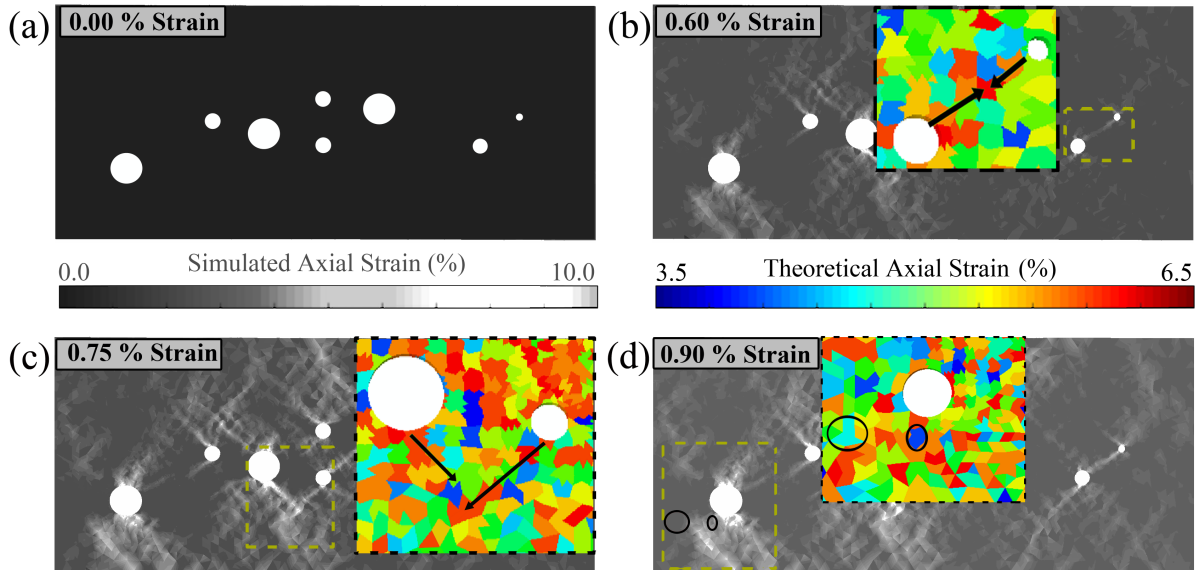 (a) 0.00 % Strain
(b) 0.60 % Strain
0.0 Simulated Axial Strain (%) 10.0
3.5 Theoretical Axial Strain (%) 6.5
(c) 0.75 % Strain
(d) 0.90 % Strain